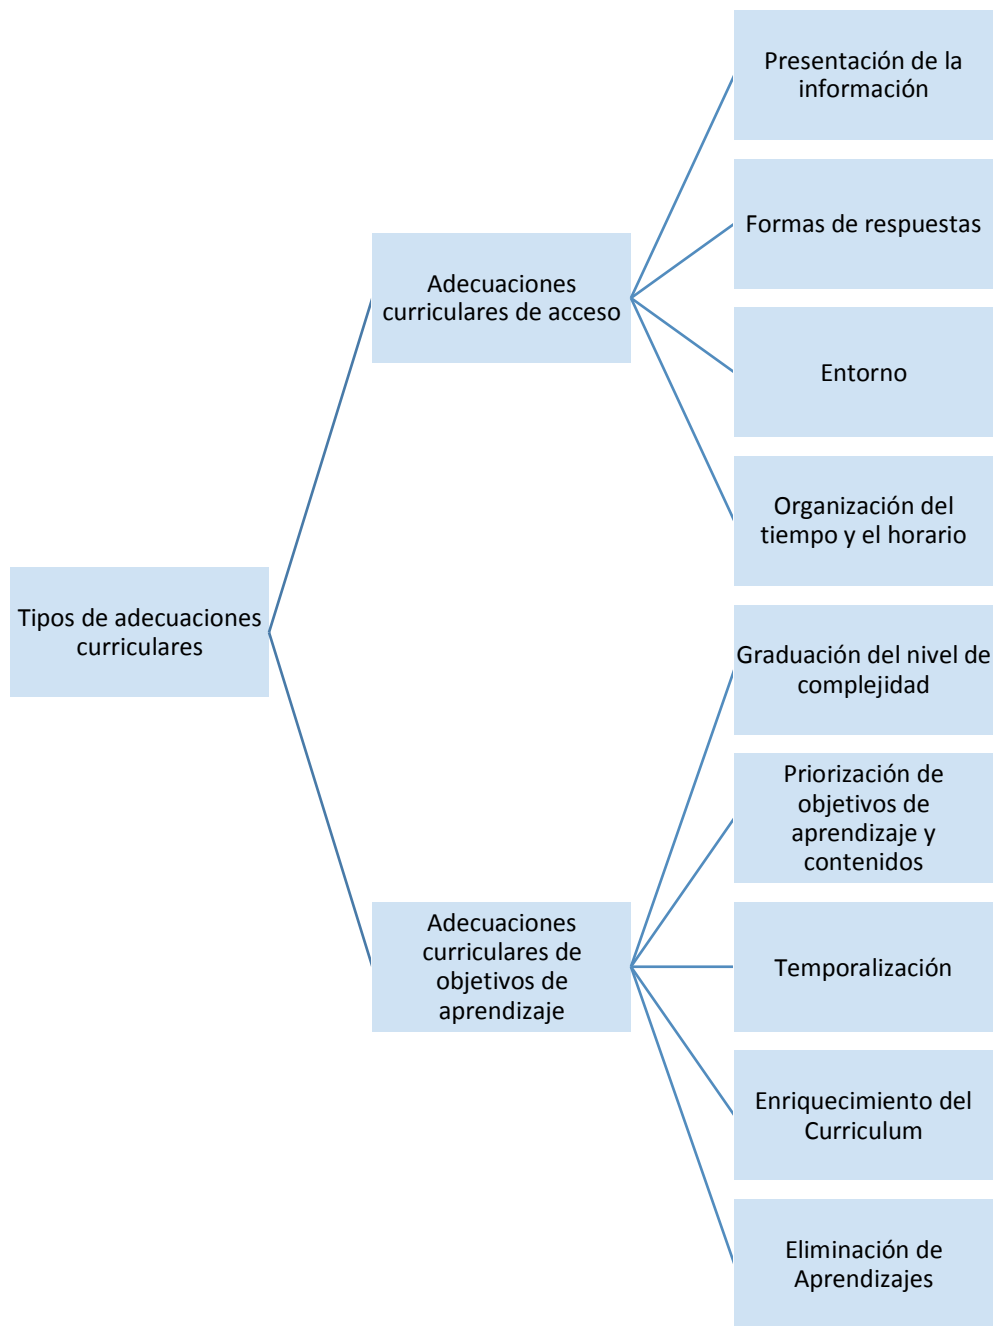 Tipos de adecuaciones
curriculares
Adecuaciones
curriculares de acceso
Presentación de la
información
Formas de respuestas
Entorno
Organización del
tiempo y el horario
Adecuaciones
curriculares de
objetivos de
aprendizaje
Graduación del nivel de
complejidad
Priorización de
objetivos de
aprendizaje y
contenidos
Temporalización
Enriquecimiento del
Curriculum
Eliminación de
Aprendizajes